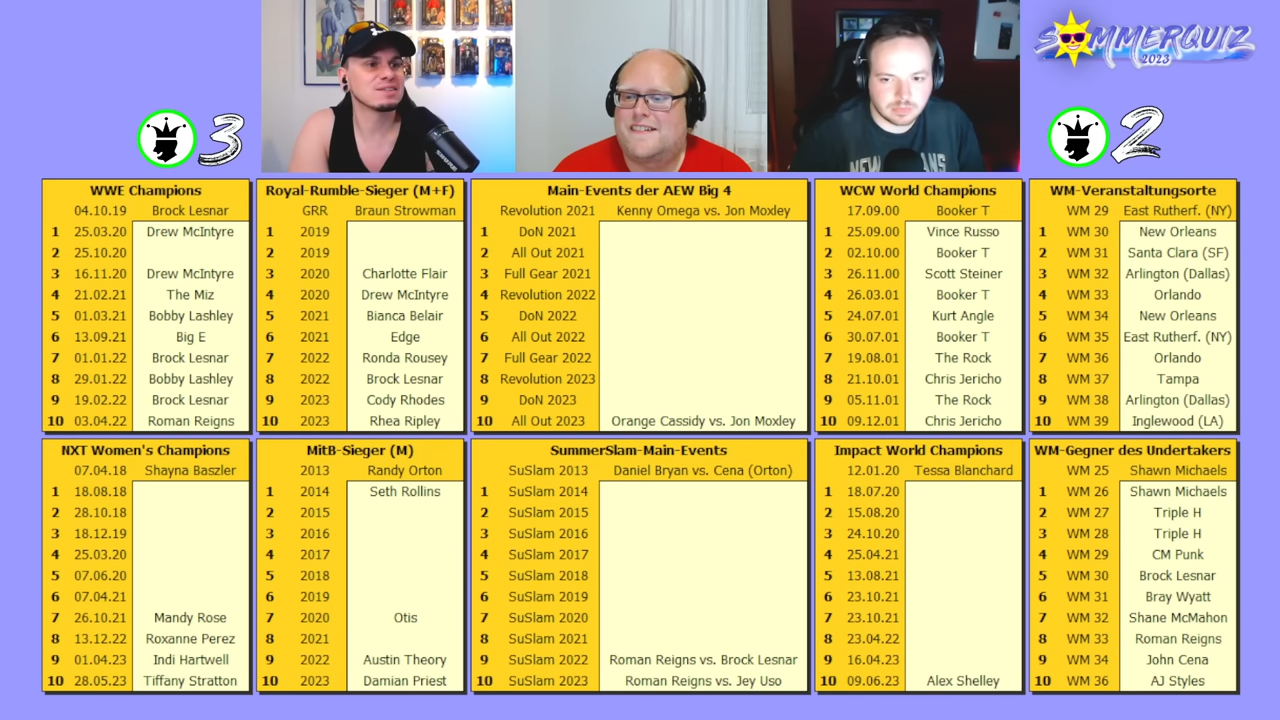 SOMMERQUIZ
2023
3
2
NEW
ANS
WWE Champions
04.10.19 Brock Lesnar
1 25.03.20 Drew McIntyre
2 25.10.20
3 16.11.20 Drew McIntyre
4 21.02.21 The Miz
5 01.03.21 Bobby Lashley
6 13.09.21 Big E
7 01.01.22 Brock Lesnar
8 29.01.22 Bobby Lashley
9 19.02.22 Brock Lesnar
10 03.04.22 Roman Reigns
Royal-Rumble-Sieger (M+F)
GRR Braun Strowman
1 2019
2 2019
3 2020 Charlotte Flair
4 2020 Drew McIntyre
5 2021 Bianca Belair
6 2021 Edge
7 2022 Ronda Rousey
8 2022 Brock Lesnar
9 2023 Cody Rhodes
10 2023 Rhea Ripley
Main-Events der AEW Big 4
Revolution 2021 Kenny Omega vs. Jon Moxley
1 DoN 2021
2 All Out 2021
3 Full Gear 2021
4 Revolution 2022
5 DoN 2022
6 All Out 2022
7 Full Gear 2022
8 Revolution 2023
9 DoN 2023
10 All Out 2023 Orange Cassidy vs. Jon Moxley
WCW World Champions
17.09.00 Booker T
1 25.09.00 Vince Russo
2 02.10.00 Booker T
3 26.11.00 Scott Steiner
4 26.03.01 Booker T
5 24.07.01 Kurt Angle
6 30.07.01 Booker T
7 19.08.01 The Rock
8 21.10.01 Chris Jericho
9 05.11.01 The Rock
10 09.12.01 Chris Jericho
WM-Veranstaltungsorte
WM 29 East Rutherf. (NY)
1 WM 30 New Orleans
2 WM 31 Santa Clara (SF)
3 WM 32 Arlington (Dallas)
4 WM 33 Orlando
5 WM 34 New Orleans
6 WM 35 East Rutherf. (NY)
7 WM 36 Orlando
8 WM 37 Tampa
9 WM 38 Arlington (Dallas)
10 WM 39 Inglewood (LA)
NXT Women's Champions
07.04.18 Shayna Baszler
1 18.08.18
2 28.10.18
3 18.12.19
4 25.03.20
5 07.06.20
6 07.04.21
7 26.10.21 Mandy Rose
8 13.12.22 Roxanne Perez
9 01.04.23 Indi Hartwell
10 28.05.23 Tiffany Stratton
MitB-Sieger (M)
2013 Randy Orton
1 2014 Seth Rollins
2 2015
3 2016
4 2017
5 2018
6 2019
7 2020 Otis
8 2021
9 2022 Austin Theory
10 2023 Damian Priest
SummerSlam-Main-Events
SuSlam 2013 Daniel Bryan vs. Cena (Orton)
1 SuSlam 2014
2 SuSlam 2015
3 SuSlam 2016
4 SuSlam 2017
5 SuSlam 2018
6 SuSlam 2019
7 SuSlam 2020
8 SuSlam 2021
9 SuSlam 2022 Roman Reigns vs. Brock Lesnar
10 SuSlam 2023 Roman Reigns vs. Jey Uso
Impact World Champions
12.01.20 Tessa Blanchard
1 18.07.20
2 15.08.20
3 24.10.20
4 25.04.21
5 13.08.21
6 23.10.21
7 23.10.21
8 23.04.22
9 16.04.23
10 09.06.23 Alex Shelley
WM-Gegner des Undertakers
WM 25 Shawn Michaels
1 WM 26 Shawn Michaels
2 WM 27 Triple H
3 WM 28 Triple H
4 WM 29 CM Punk
5 WM 30 Brock Lesnar
6 WM 31 Bray Wyatt
7 WM 32 Shane McMahon
8 WM 33 Roman Reigns
9 WM 34 John Cena
10 WM 36 AJ Styles